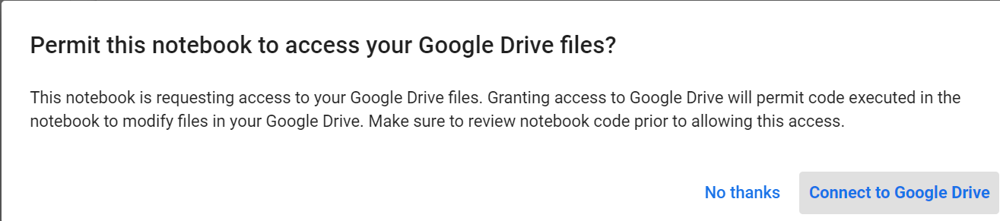 Permit this notebook to access your Google Drive files?
This notebook is requesting access to your Google Drive files. Granting access to Google Drive will permit code executed in the
notebook to modify files in your Google Drive. Make sure to review notebook code prior to allowing this access.
No thanks Connect to Google Drive